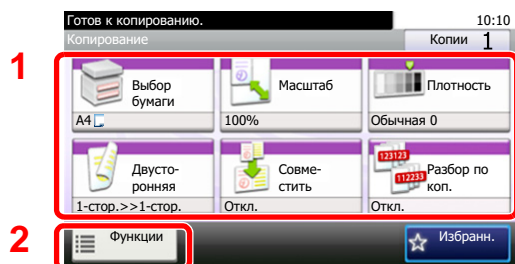 Готов к копированию.
10:10
Копирование
Копии 1
1
Выбор
бумаги
A4
Масштаб
100%
Плотность
Обычная 0
Двусто-
ронняя
1-стор.>>1-стор.
Совме-
стить
Откл.
123123
112233
Разбор по
коп.
Откл.
2
Функции
Избранн.